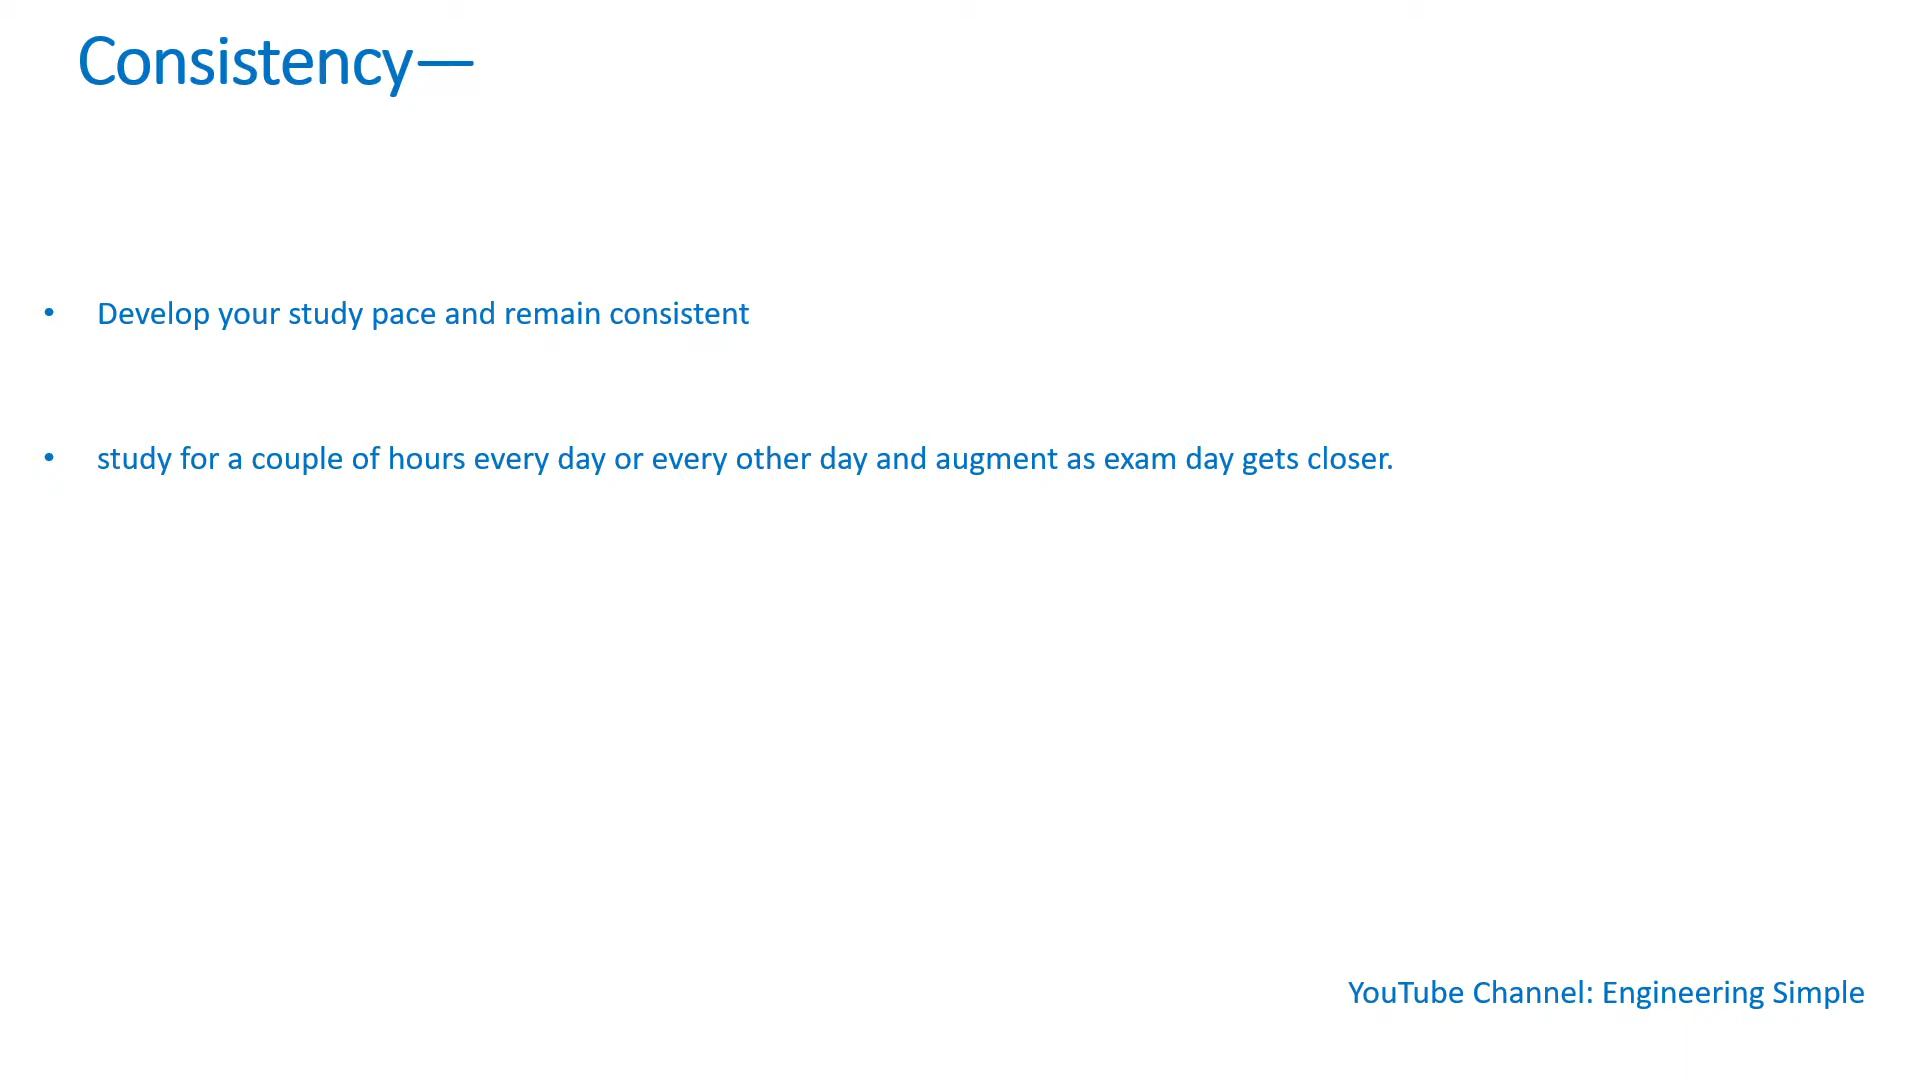 Consistency—
• Develop your study pace and remain consistent
• study for a couple of hours every day or every other day and augment as exam day gets closer.
YouTube Channel: Engineering Simple